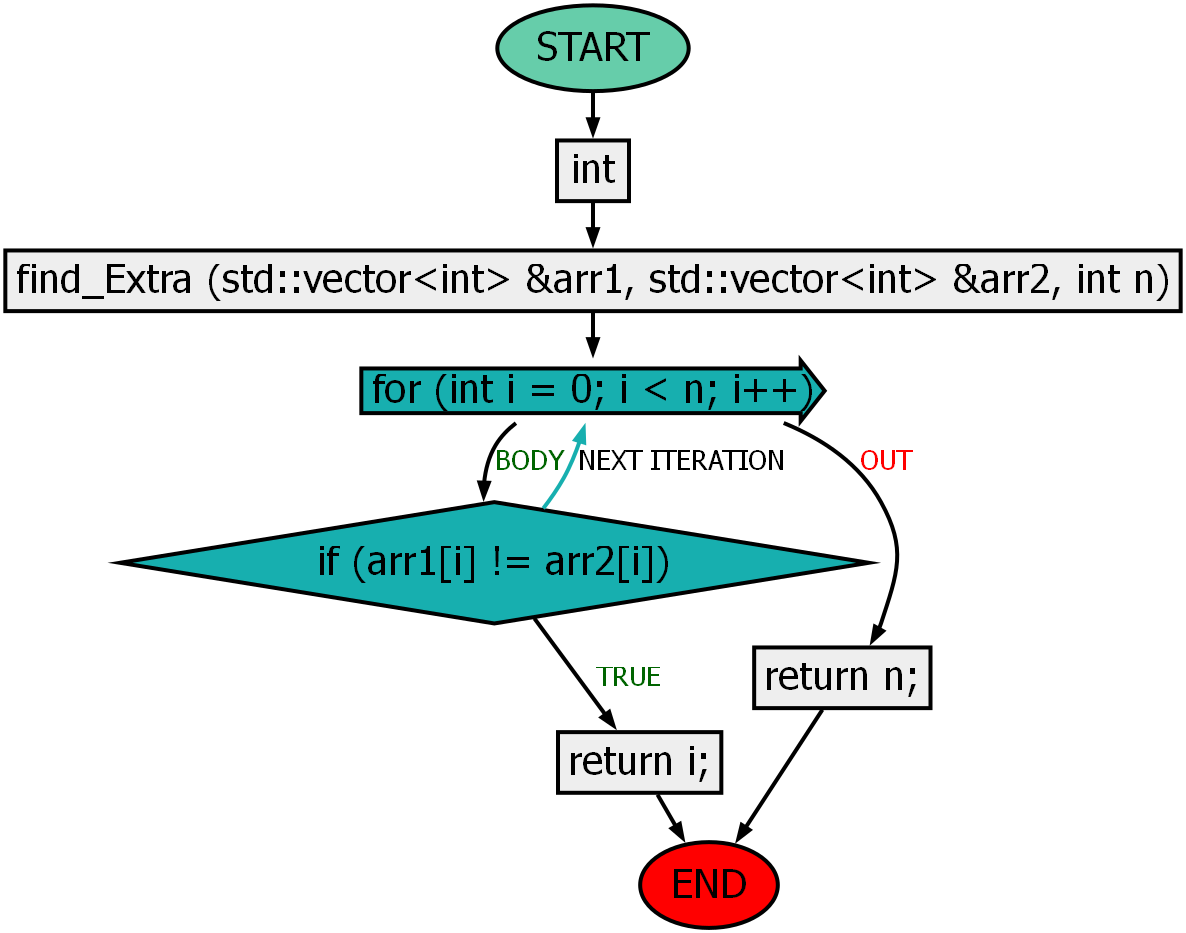 START
int
find_Extra (std::vector<int> &arr1, std::vector<int> &arr2, int n)
for (int i = 0; i < n; i++)
BODY
NEXT ITERATION
OUT
if (arr1[i] != arr2[i])
TRUE
return n;
return i;
END